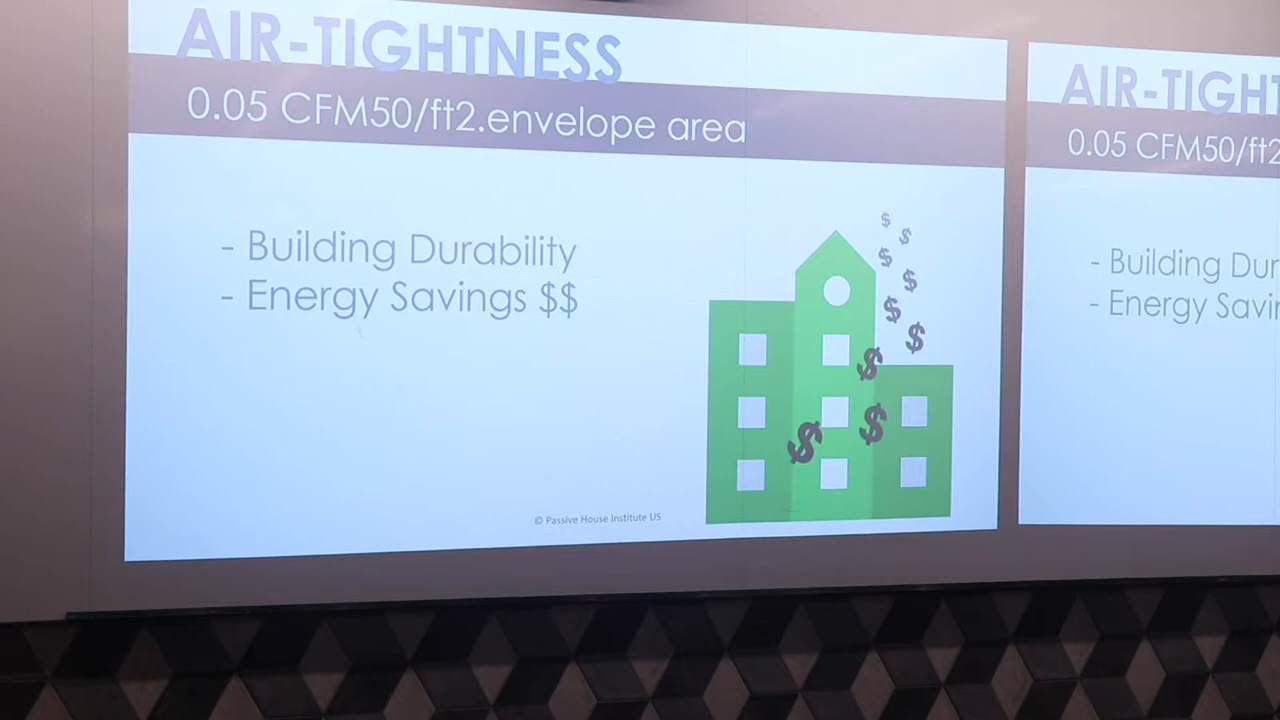 AIR-TIGHTNESS
0.05 CFM50/ft2.envelope area
- Building Durability
- Energy Savings $$
$ $ $ $ $ $ $ $ $
© Passive House Institute US
AIR-TIGHT
0.05 CFM50/ft2
- Building Dur
- Energy Savin